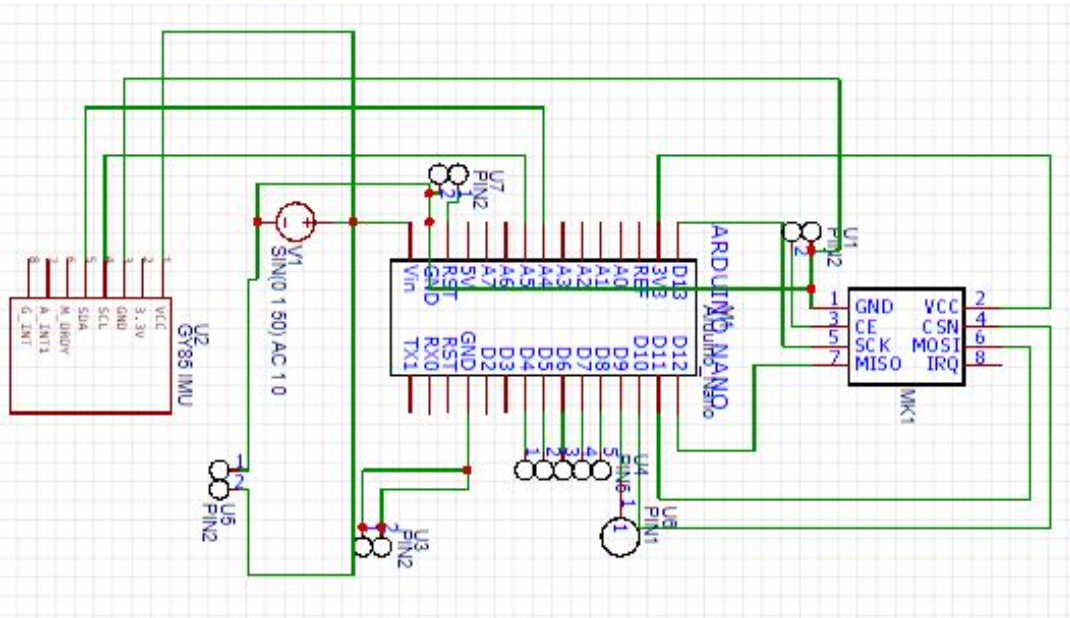 U7
PIN2
2
1
V1
SIN(0 1 50) AC 1 0
8
7
6
5
4
3
2
1
G_INT
A_INT1
M_DRDY
SDA
SCL
GND
3.3V
VCC
U2
GY85 IMU
Vin
GND
RST
5V
A7
A6
A5
A4
A3
A2
A1
A0
REF
3V3
D13
TX1
RX0
RST
GND
D2
D3
D4
D5
D6
D7
D8
D9
D10
D11
D12
ARDUINO NANO
Arduino_Nano
U1
PIN2
2
1
3
5
7
GND
CE
SCK
MISO
VCC
CSN
MOSI
IRQ
2
4
6
8
MK1
1
2
U5
PIN2
1
2
U3
PIN2
1
2
3
4
5
U4
PIN6
1
1
U6
PIN1